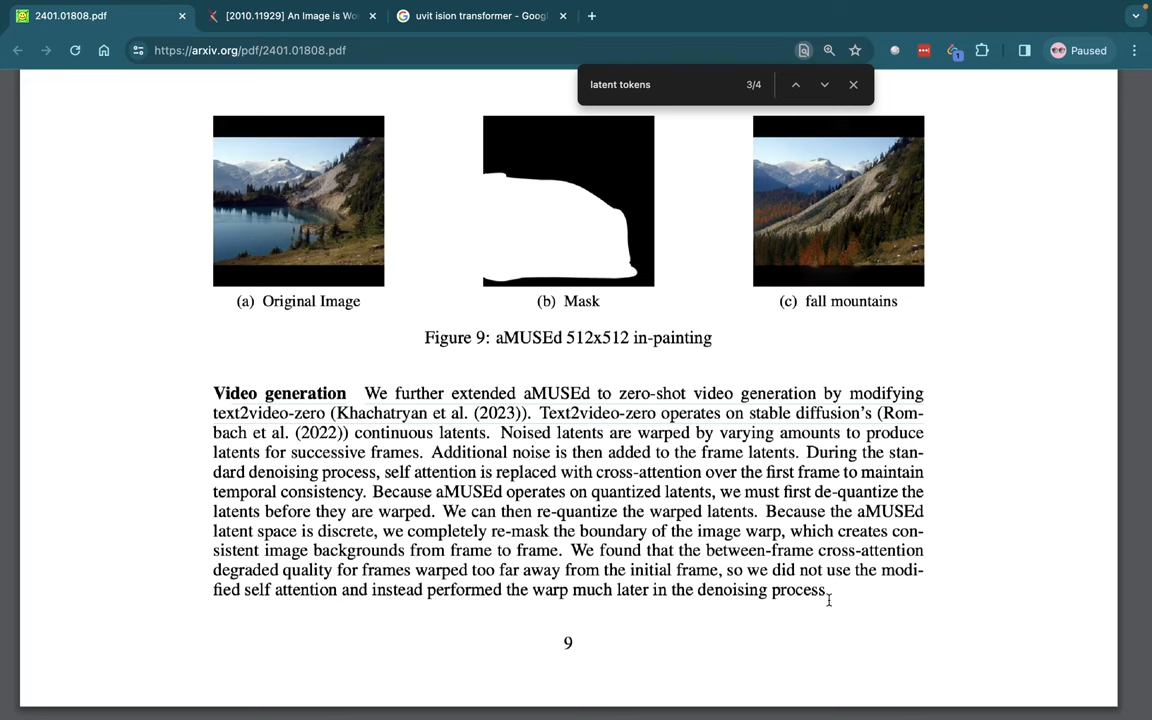 2401.01808.pdf
[2010.11929] An Image is Wo
uvit ision transformer - Googl
https://arxiv.org/pdf/2401.01808.pdf
Paused
latent tokens 3/4
1
(a) Original Image
(b) Mask
(c) fall mountains
Figure 9: aMUSEd 512x512 in-painting
Video generation We further extended aMUSEd to zero-shot video generation by modifying
text2video-zero (Khachatryan et al. (2023)). Text2video-zero operates on stable diffusion's (Rom-
bach et al. (2022)) continuous latents. Noised latents are warped by varying amounts to produce
latents for successive frames. Additional noise is then added to the frame latents. During the stan-
dard denoising process, self attention is replaced with cross-attention over the first frame to maintain
temporal consistency. Because aMUSEd operates on quantized latents, we must first de-quantize the
latents before they are warped. We can then re-quantize the warped latents. Because the aMUSEd
latent space is discrete, we completely re-mask the boundary of the image warp, which creates con-
sistent image backgrounds from frame to frame. We found that the between-frame cross-attention
degraded quality for frames warped too far away from the initial frame, so we did not use the modi-
fied self attention and instead performed the warp much later in the denoising process.
9